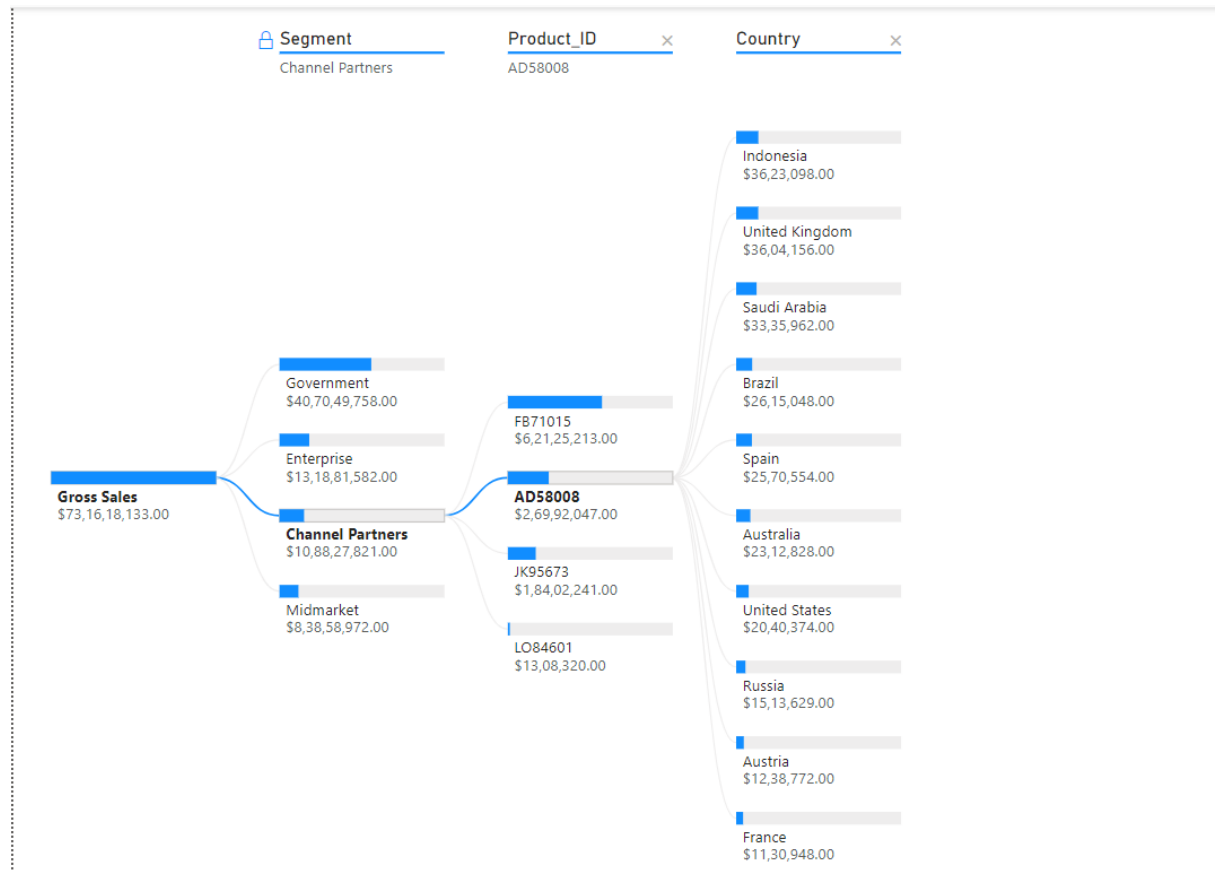 Segment
Channel Partners
Product_ID
AD58008
Country
Gross Sales
$73,16,18,133.00
Government
$40,70,49,758.00
Enterprise
$13,18,81,582.00
Channel Partners
$10,88,27,821.00
Midmarket
$8,38,58,972.00
FB71015
$6,21,25,213.00
AD58008
$2,69,92,047.00
JK95673
$1,84,02,241.00
LO84601
$13,08,320.00
Indonesia
$36,23,098.00
United Kingdom
$36,04,156.00
Saudi Arabia
$33,35,962.00
Brazil
$26,15,048.00
Spain
$25,70,554.00
Australia
$23,12,828.00
United States
$20,40,374.00
Russia
$15,13,629.00
Austria
$12,38,772.00
France
$11,30,948.00